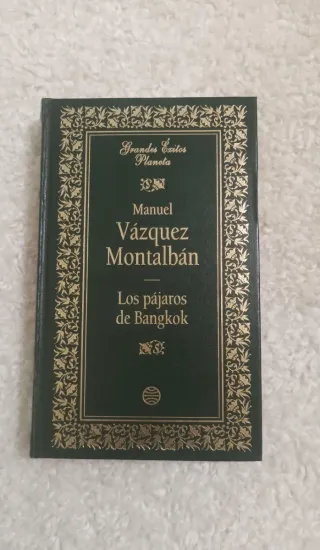 Grandes Éxitos
Planeta
Manuel
Vázquez
Montalbán
Los pájaros
de Bangkok